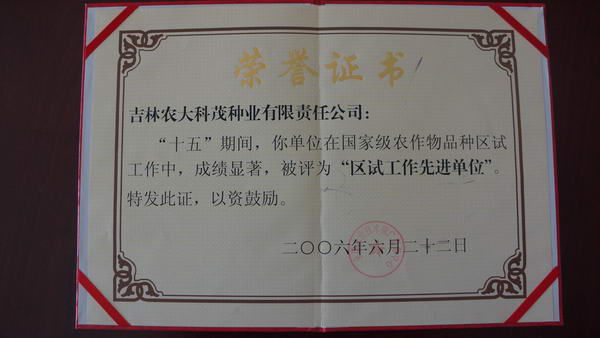 荣誉证书
吉林农大科茂种业有限责任公司：
“十五”期间，你单位在国家级农作物品种区试
工作中，成绩显著，被评为“区试工作先进单位”。
特发此证，以资鼓励。
二〇〇六年六月二十二日